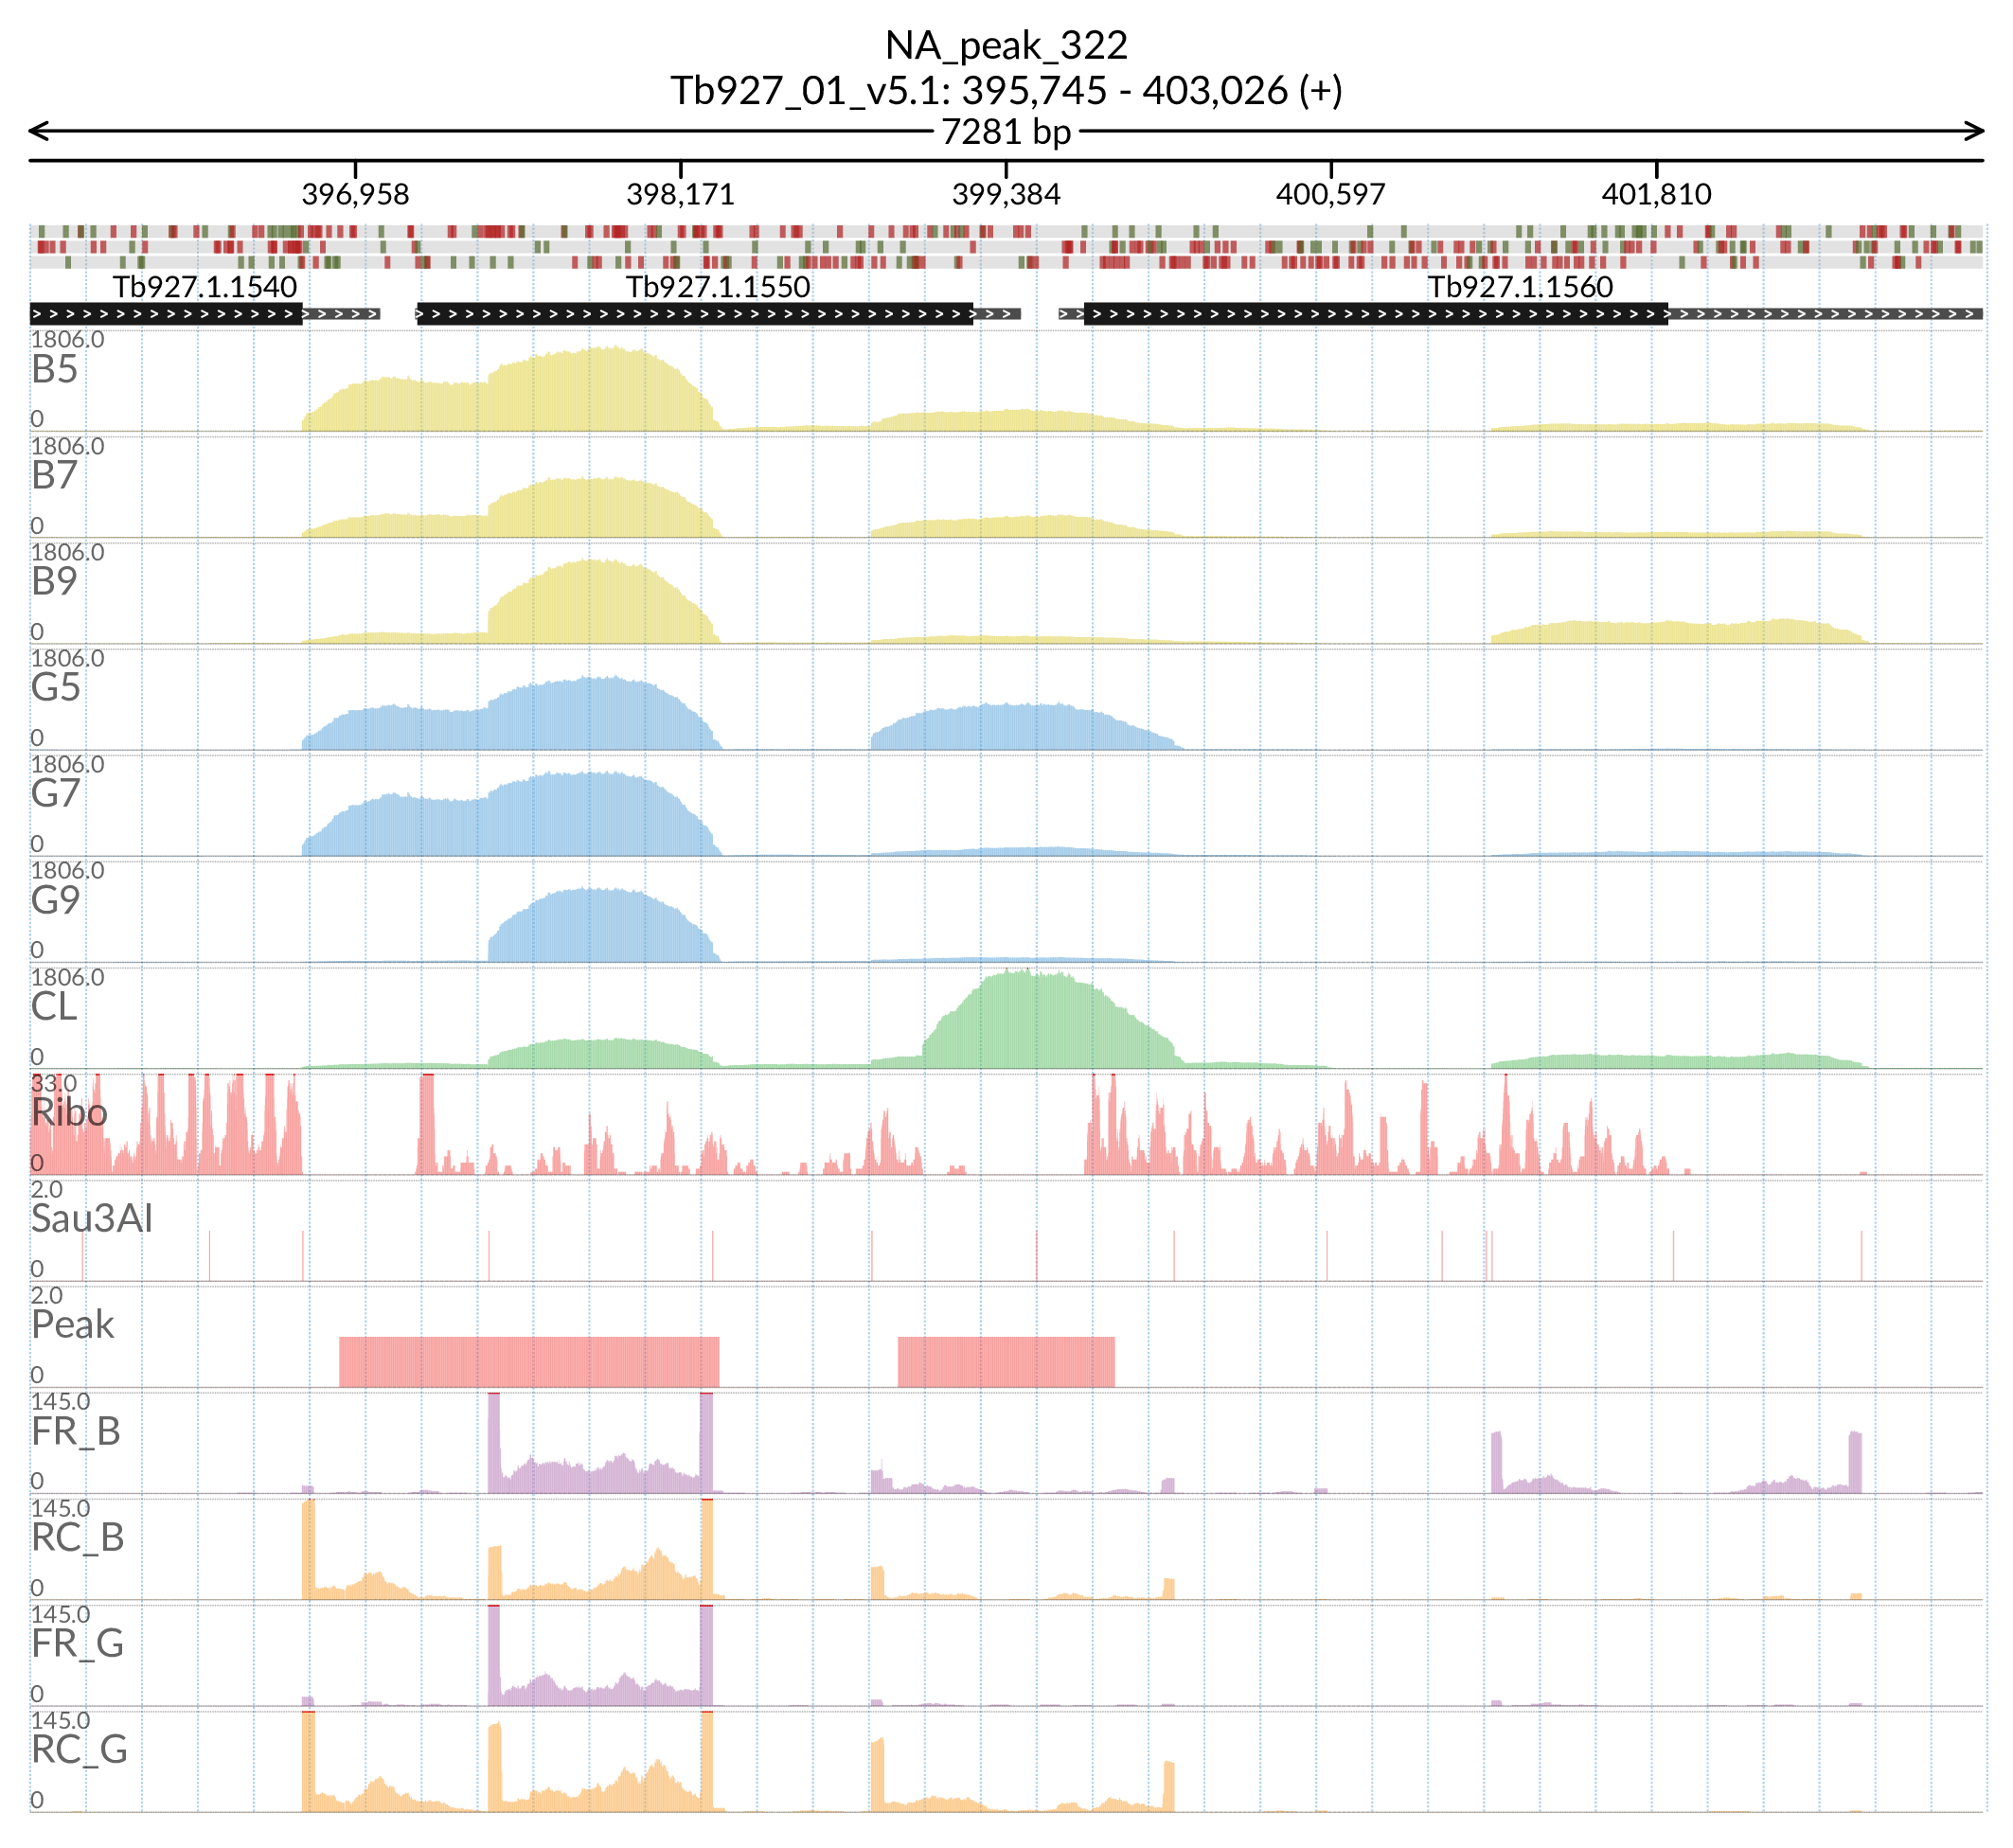 NA_peak_322
Tb927_01_v5.1: 395,745 - 403,026 (+)
7281 bp
396,958 398,171 399,384 400,597 401,810
Tb927.1.1540 Tb927.1.1550 Tb927.1.1560
1806.0
B5
0
1806.0
B7
0
1806.0
B9
0
1806.0
G5
0
1806.0
G7
0
1806.0
G9
0
1806.0
CL
0
33.0
Ribo
0
2.0
Sau3AI
0
2.0
Peak
0
145.0
FR_B
0
145.0
RC_B
0
145.0
FR_G
0
145.0
RC_G
0